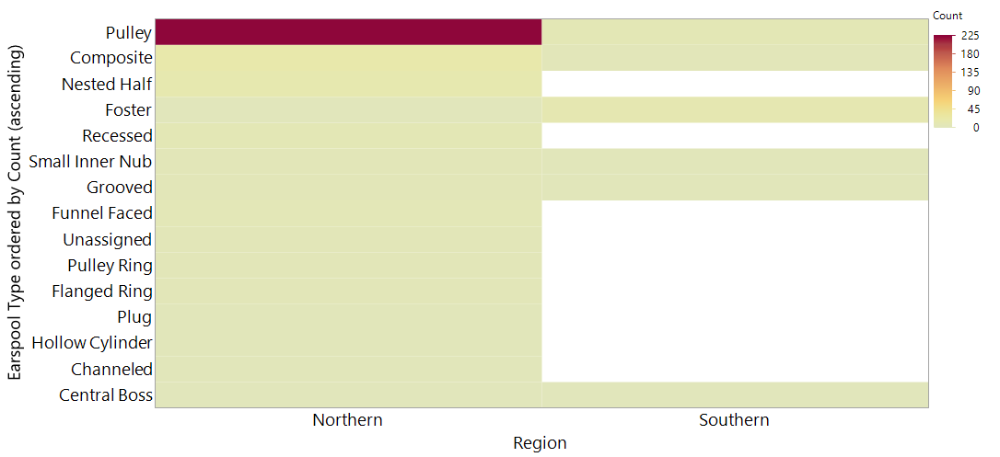 Count
225
180
135
90
45
0
Earspool Type ordered by Count (ascending)
Pulley
Composite
Nested Half
Foster
Recessed
Small Inner Nub
Grooved
Funnel Faced
Unassigned
Pulley Ring
Flanged Ring
Plug
Hollow Cylinder
Channeled
Central Boss
Northern
Southern
Region